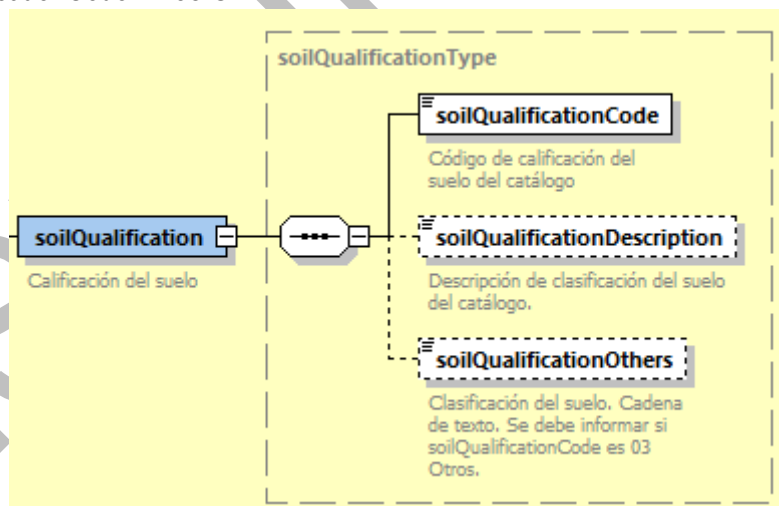 soilQualificationType
soilQualificationCode
Código de calificación del
suelo del catálogo
soilQualification
Calificación del suelo
soilQualificationDescription
Descripción de clasificación del suelo
del catálogo.
soilQualificationOthers
Clasificación del suelo. Cadena
de texto. Se debe informar si
soilQualificationCode es 03
Otros.